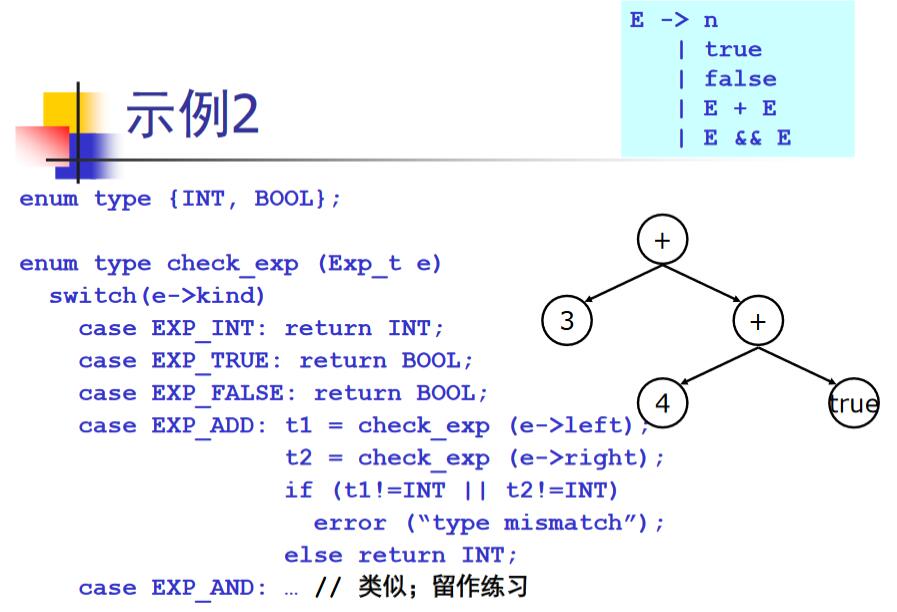 E -> n
| true
| false
| E + E
| E && E
示例2
enum type {INT, BOOL};
enum type check_exp (Exp_t e)
switch(e->kind)
case EXP_INT: return INT;
case EXP_TRUE: return BOOL;
case EXP_FALSE: return BOOL;
case EXP_ADD: t1 = check_exp (e->left);
t2 = check_exp (e->right);
if (t1!=INT || t2!=INT)
error (“type mismatch”);
else return INT;
case EXP_AND: … // 类似；留作练习
+
3
+
4
true